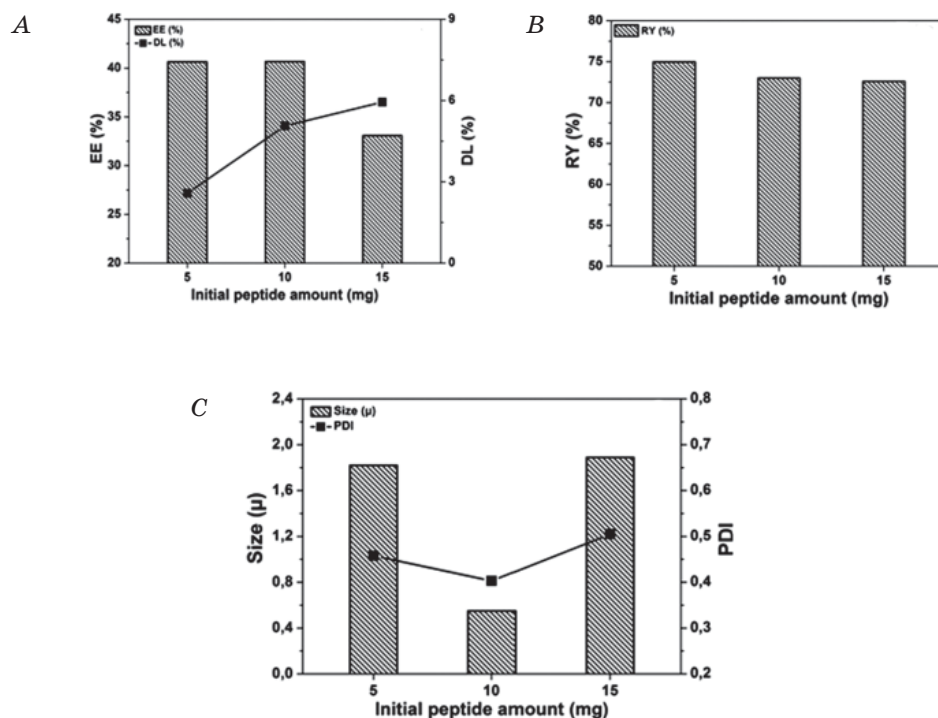 A
EE (%)
DL (%)
45
40
35
30
25
20
EE (%)
9
6
3
0
DL (%)
5 10 15
Initial peptide amount (mg)
B
RY (%)
80
75
70
65
60
55
50
RY (%)
5 10 15
Initial peptide amount (mg)
C
Size (µ)
PDI
2,4
2,0
1,6
1,2
0,8
0,4
0,0
Size (µ)
0,8
0,7
0,6
0,5
0,4
0,3
0,2
PDI
5 10 15
Initial peptide amount (mg)